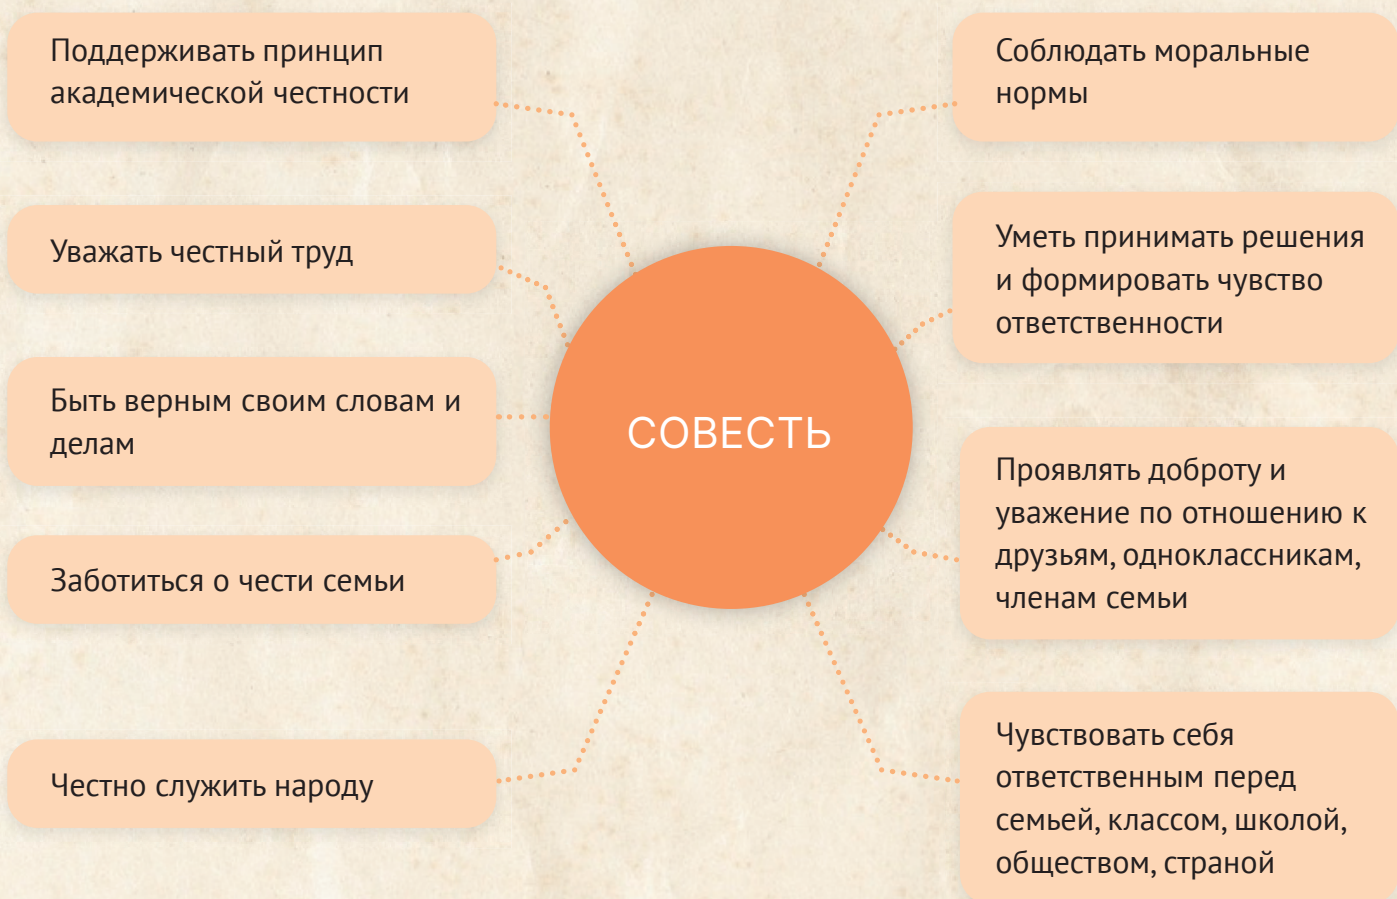 Поддерживать принцип
академической честности
Уважать честный труд
Быть верным своим словам и
делам
Заботиться о чести семьи
Честно служить народу
СОВЕСТЬ
Соблюдать моральные
нормы
Уметь принимать решения
и формировать чувство
ответственности
Проявлять доброту и
уважение по отношению к
друзьям, одноклассникам,
членам семьи
Чувствовать себя
ответственным перед
семьей, классом, школой,
обществом, страной